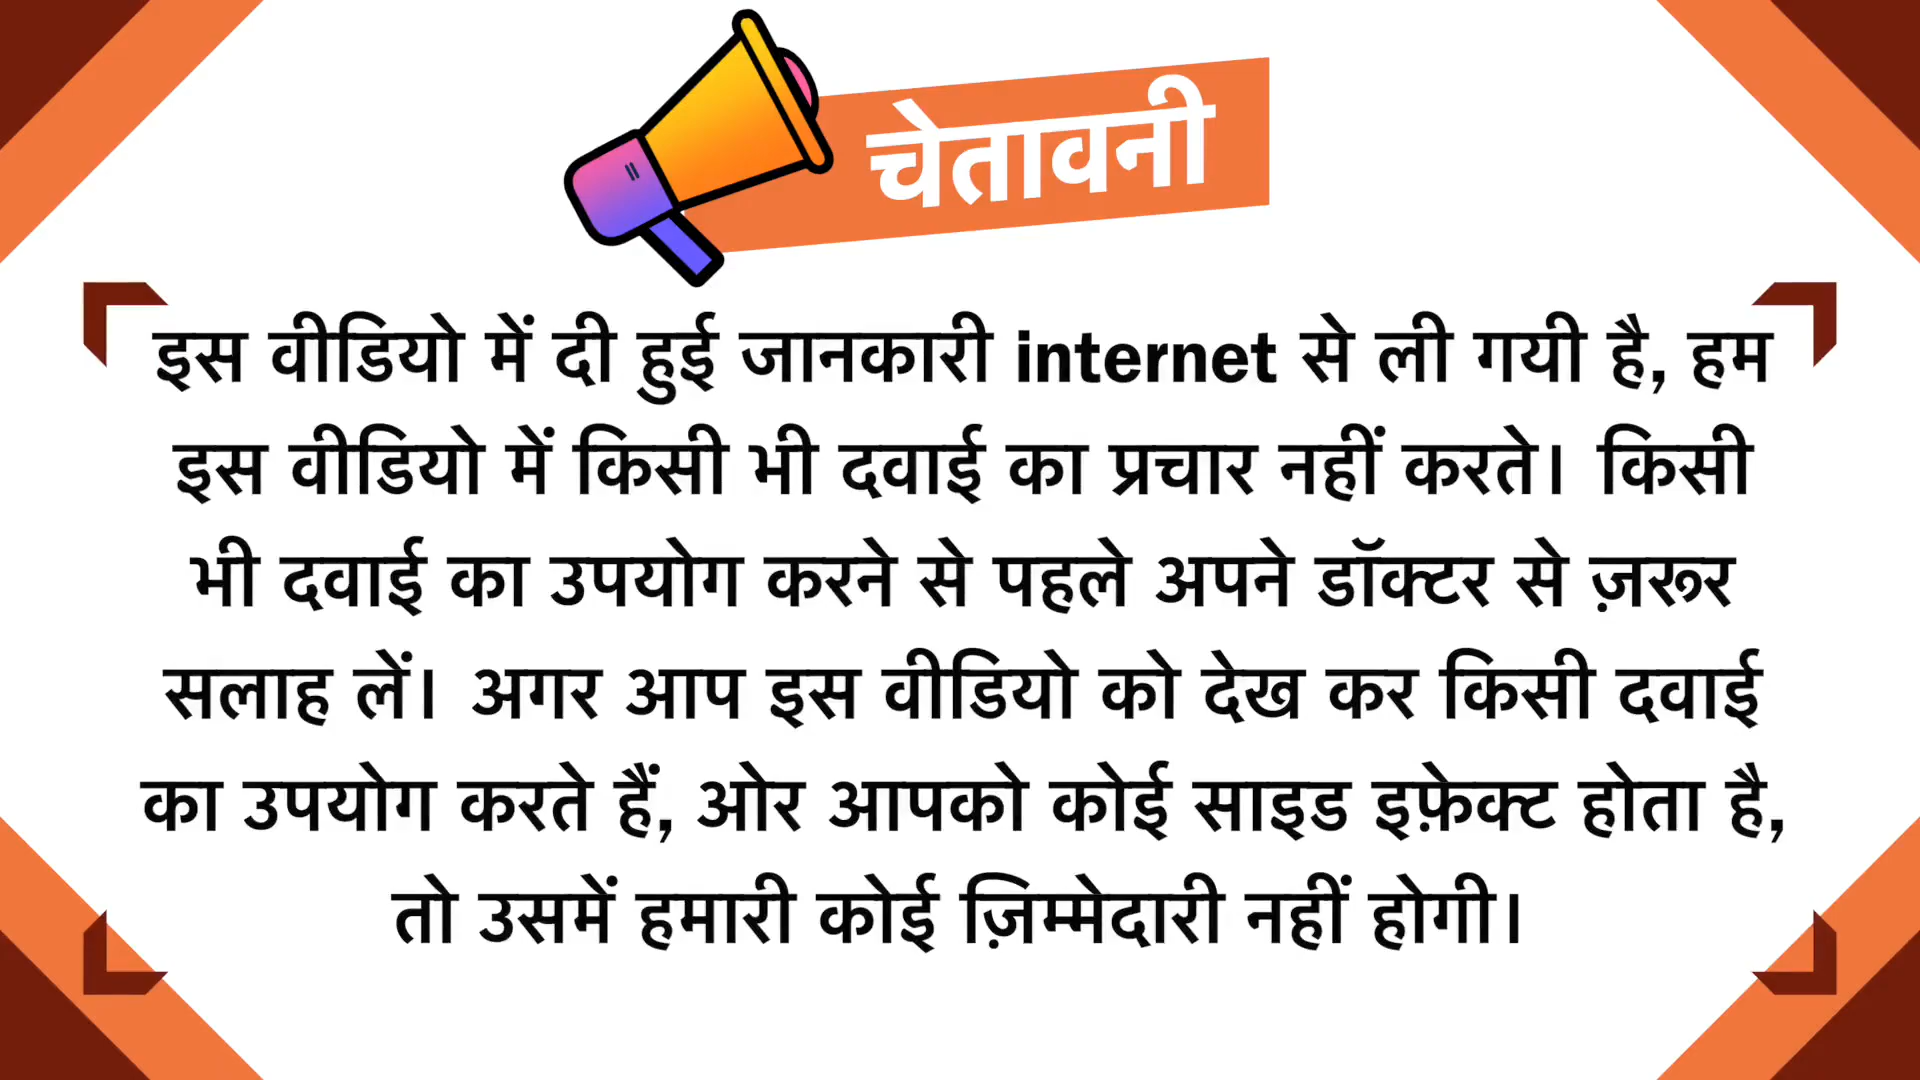 चेतावनी
इस वीडियो में दी हुई जानकारी internet से ली गयी है, हम
इस वीडियो में किसी भी दवाई का प्रचार नहीं करते। किसी
भी दवाई का उपयोग करने से पहले अपने डॉक्टर से ज़रूर
सलाह लें। अगर आप इस वीडियो को देख कर किसी दवाई
का उपयोग करते हैं, ओर आपको कोई साइड इफ़ेक्ट होता है,
तो उसमें हमारी कोई ज़िम्मेदारी नहीं होगी।